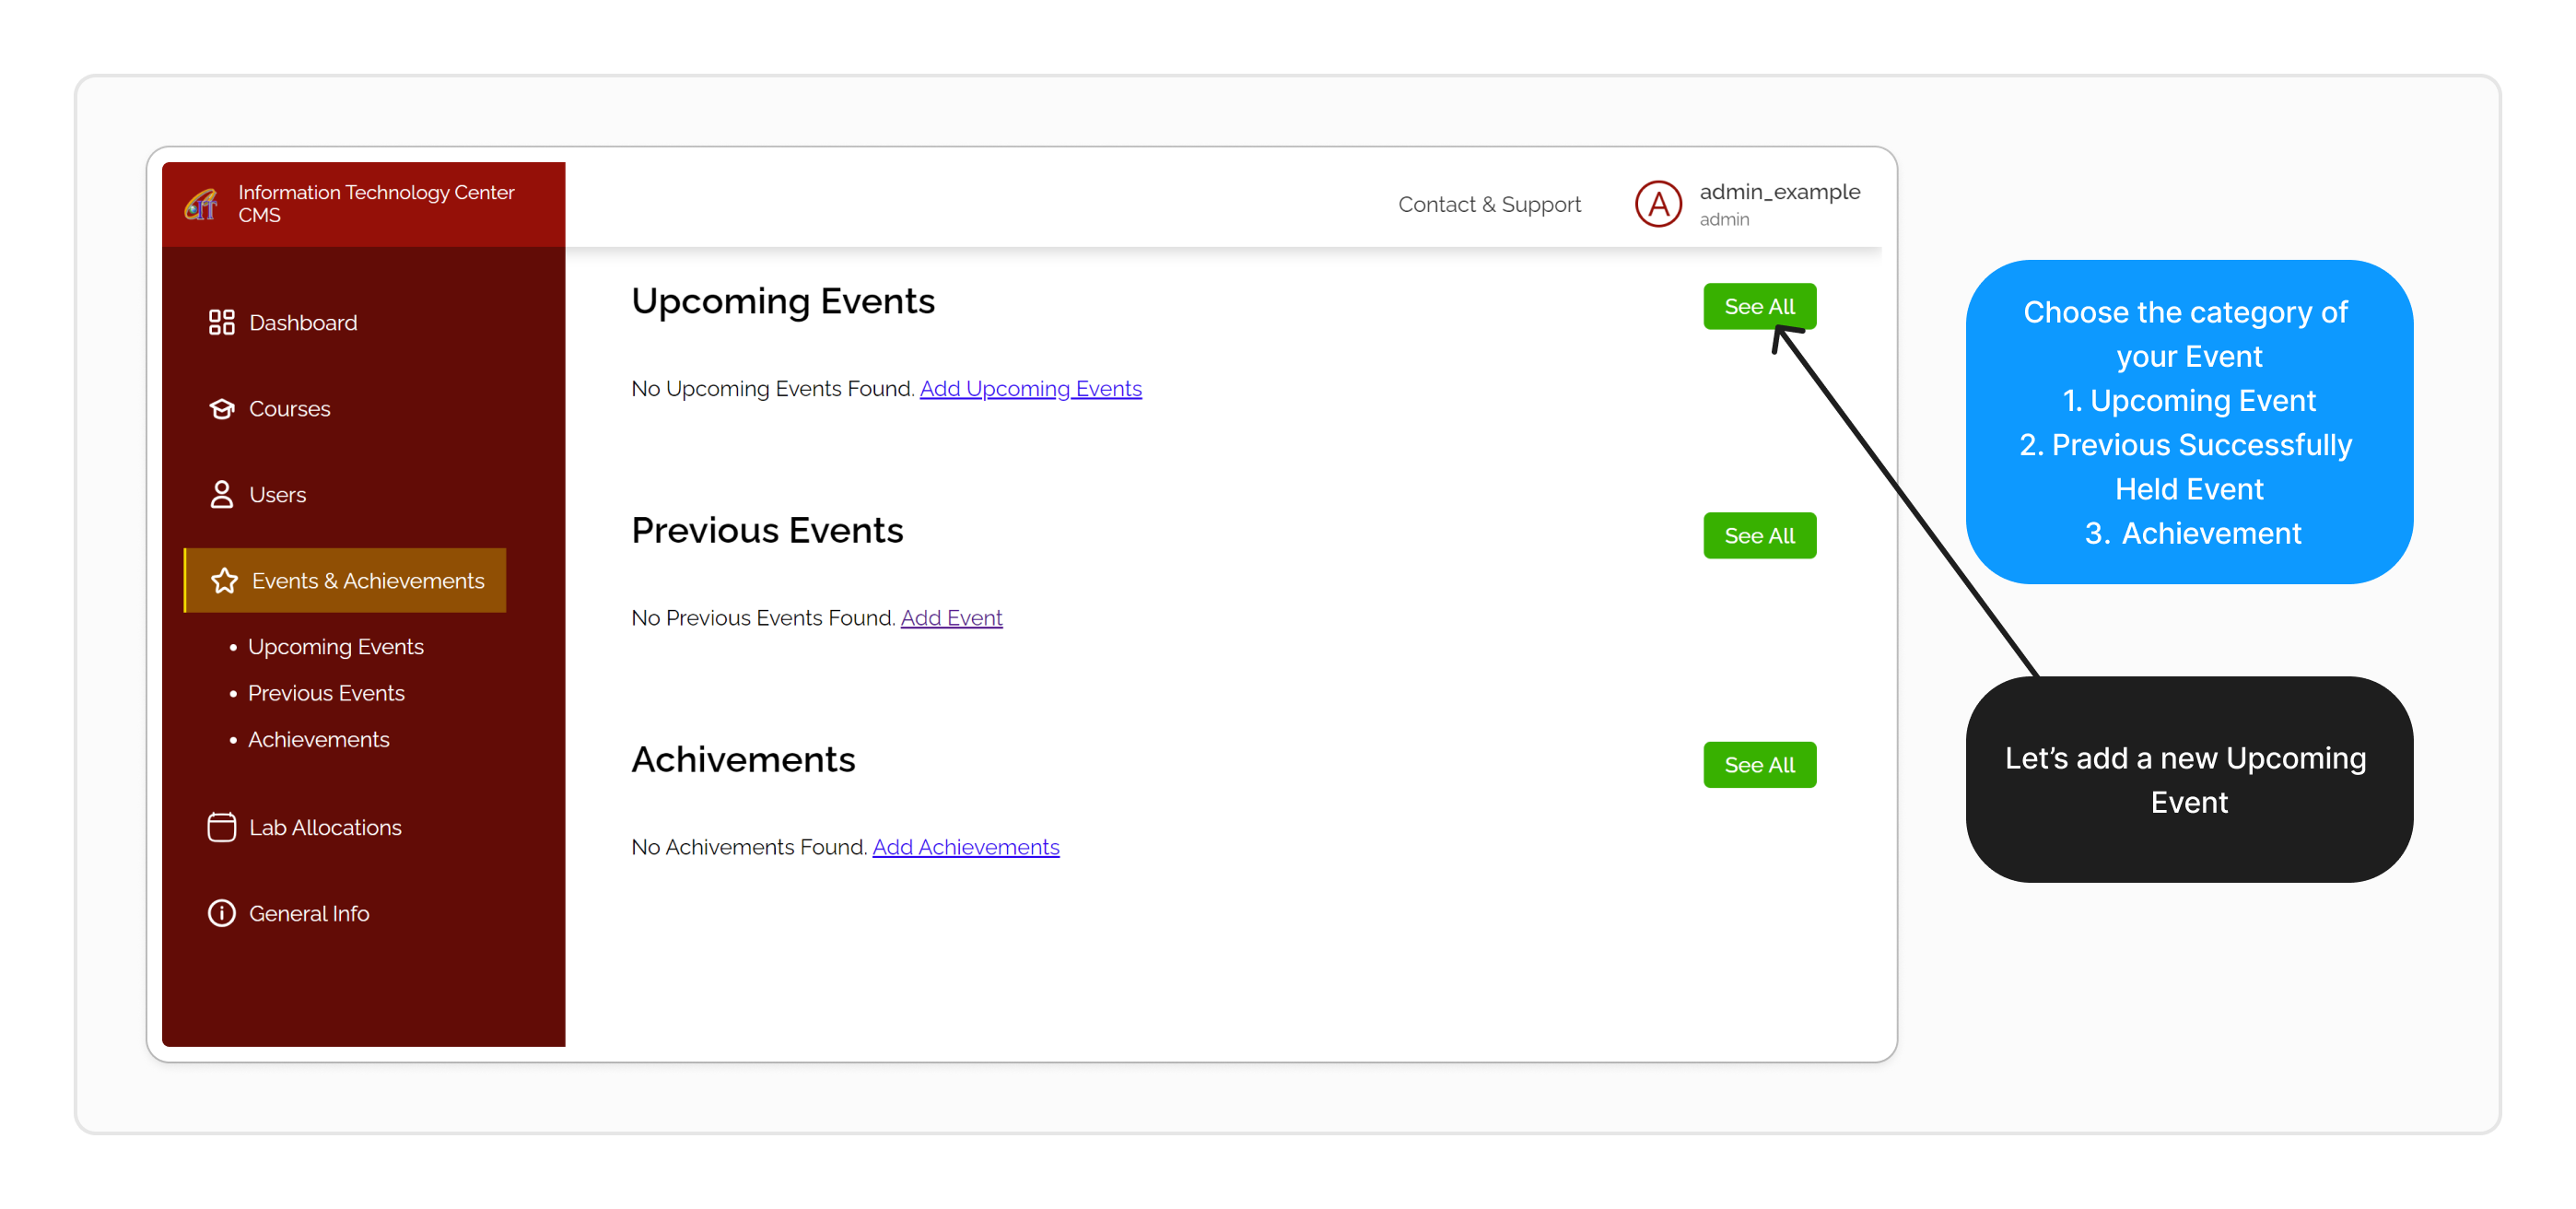 Information Technology Center
CMS
Contact & Support
A
admin_example
admin
Dashboard
Courses
Users
Events & Achievements
• Upcoming Events
• Previous Events
• Achievements
Lab Allocations
General Info
Upcoming Events
See All
No Upcoming Events Found. Add Upcoming Events
Previous Events
See All
No Previous Events Found. Add Event
Achivements
See All
No Achivements Found. Add Achievements
Choose the category of
your Event
1. Upcoming Event
2. Previous Successfully
Held Event
3. Achievement
Let’s add a new Upcoming
Event